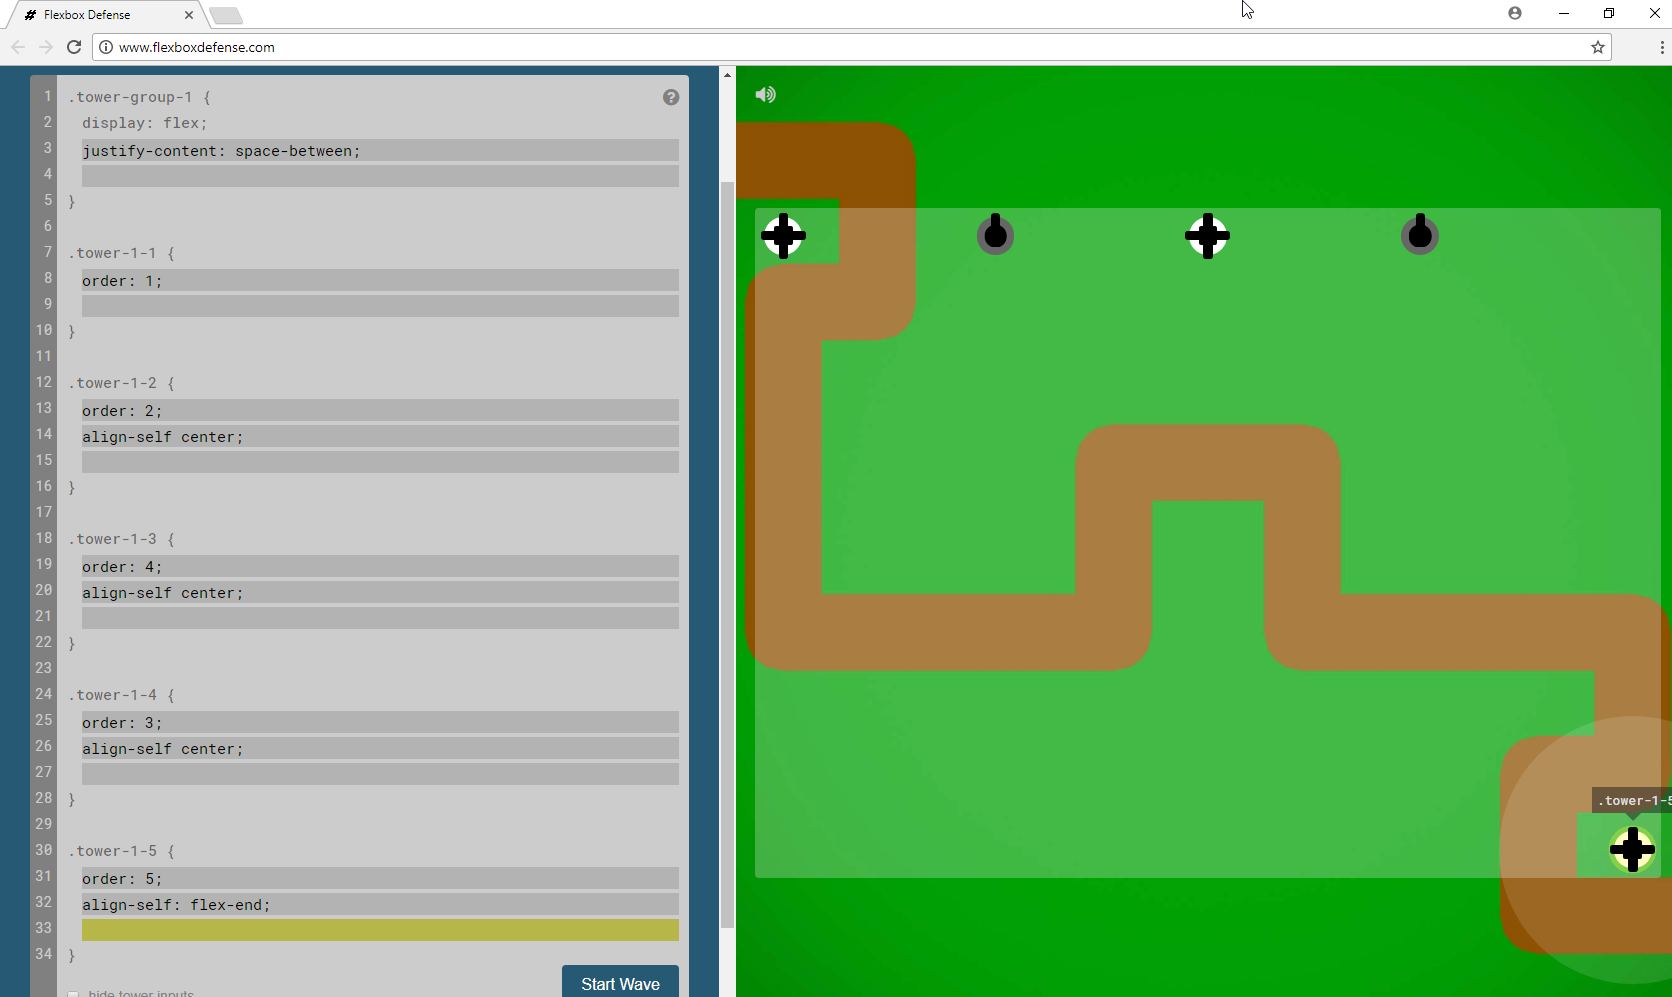 Flexbox Defense
www.flexboxdefense.com
1 .tower-group-1 {
2 display: flex;
3 justify-content: space-between;
4
5 }
6
7 .tower-1-1 {
8 order: 1;
9
10 }
11
12 .tower-1-2 {
13 order: 2;
14 align-self center;
15
16 }
17
18 .tower-1-3 {
19 order: 4;
20 align-self center;
21
22 }
23
24 .tower-1-4 {
25 order: 3;
26 align-self center;
27
28 }
29
30 .tower-1-5 {
31 order: 5;
32 align-self: flex-end;
33
34 }
hide tower inputs
Start Wave
.tower-1-5